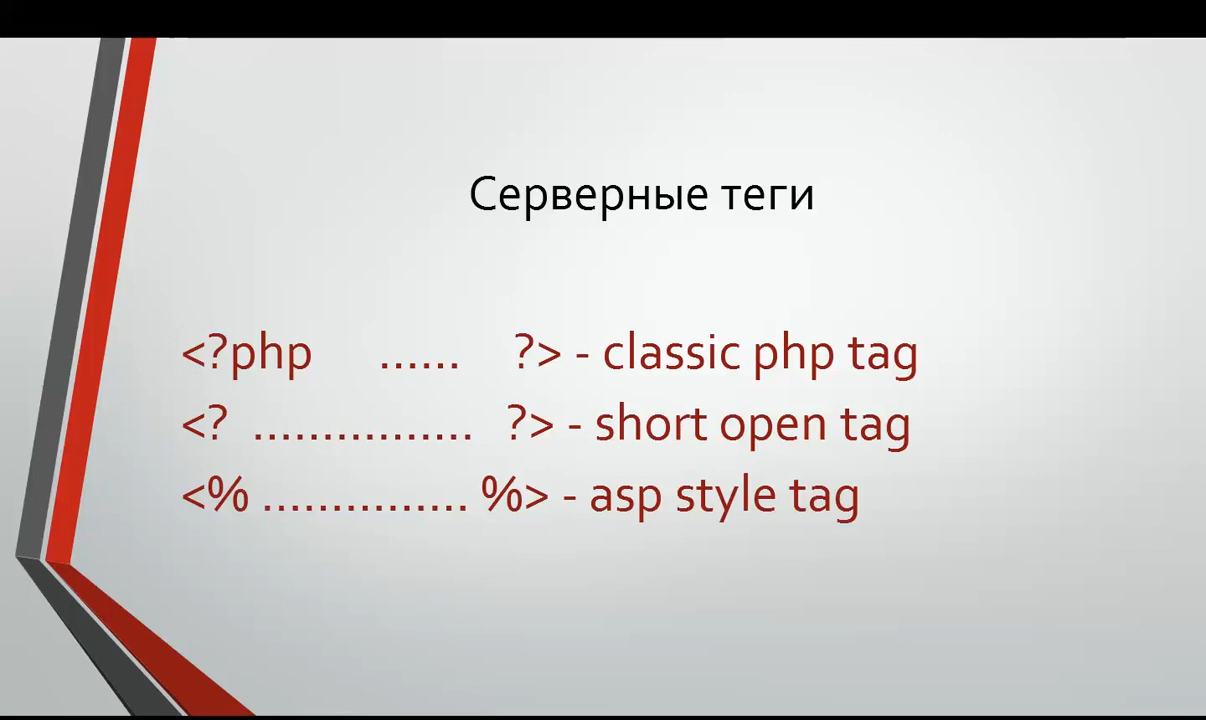 Серверные теги
<?php ...... ?> - classic php tag
<? ................ ?> - short open tag
<% ............... %> - asp style tag